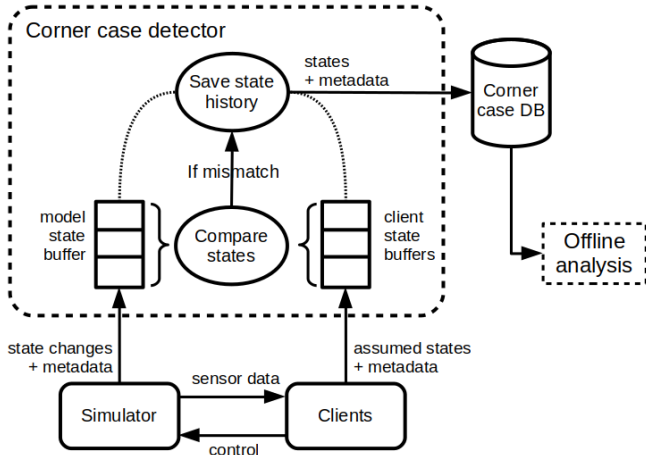 Corner case detector
Save state
history
states
+ metadata
Corner
case DB
If mismatch
model
state
buffer
Compare
states
client
state
buffers
Offline
analysis
state changes
+ metadata
assumed states
+ metadata
sensor data
Simulator
Clients
control